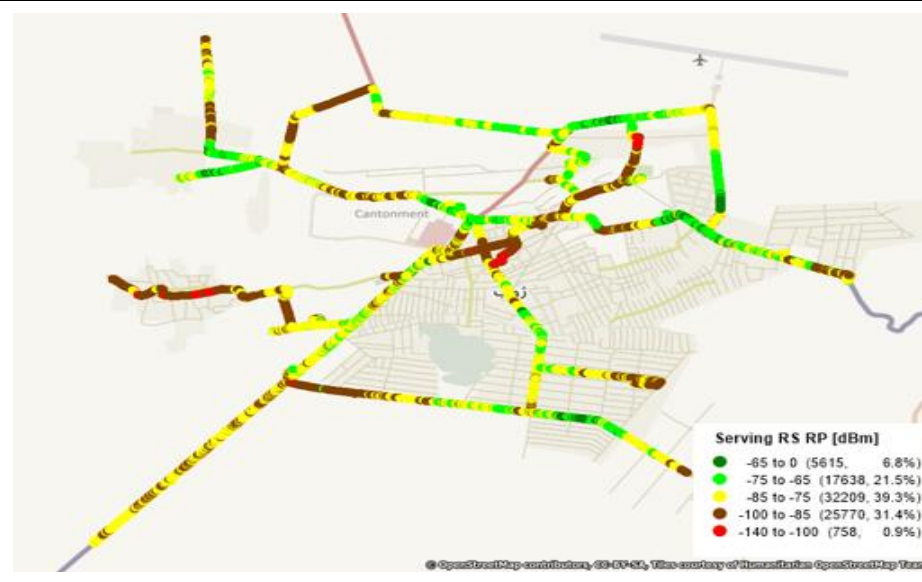 Cantonment
ژوب
Serving RS RP [dBm]
-65 to 0 (5615, 6.8%)
-75 to -65 (17638, 21.5%)
-85 to -75 (32209, 39.3%)
-100 to -85 (25770, 31.4%)
-140 to -100 (758, 0.9%)
© OpenStreetMap contributors, CC-BY-SA, Tiles courtesy of Humanitarian OpenStreetMap Tea